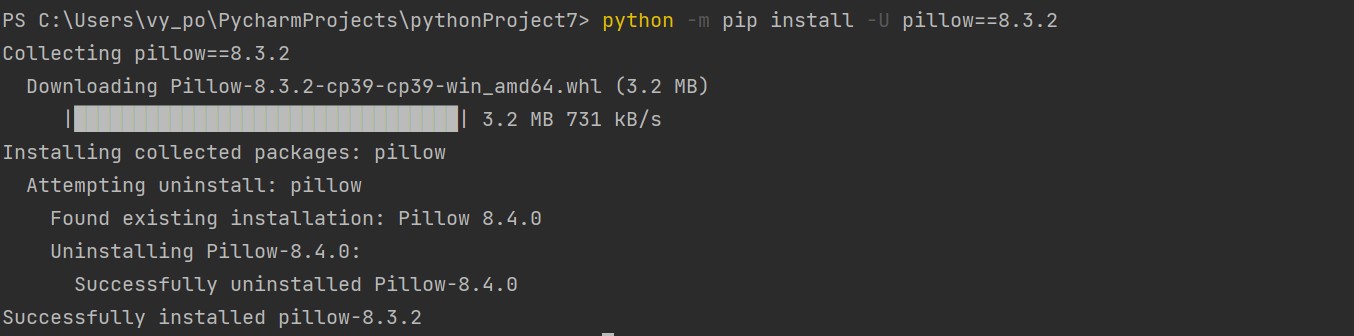 PS C:\Users\vy_po\PycharmProjects\pythonProject7> python -m pip install -U pillow==8.3.2
Collecting pillow==8.3.2
  Downloading Pillow-8.3.2-cp39-cp39-win_amd64.whl (3.2 MB)
     |████████████████████████████████| 3.2 MB 731 kB/s
Installing collected packages: pillow
  Attempting uninstall: pillow
    Found existing installation: Pillow 8.4.0
    Uninstalling Pillow-8.4.0:
      Successfully uninstalled Pillow-8.4.0
Successfully installed pillow-8.3.2